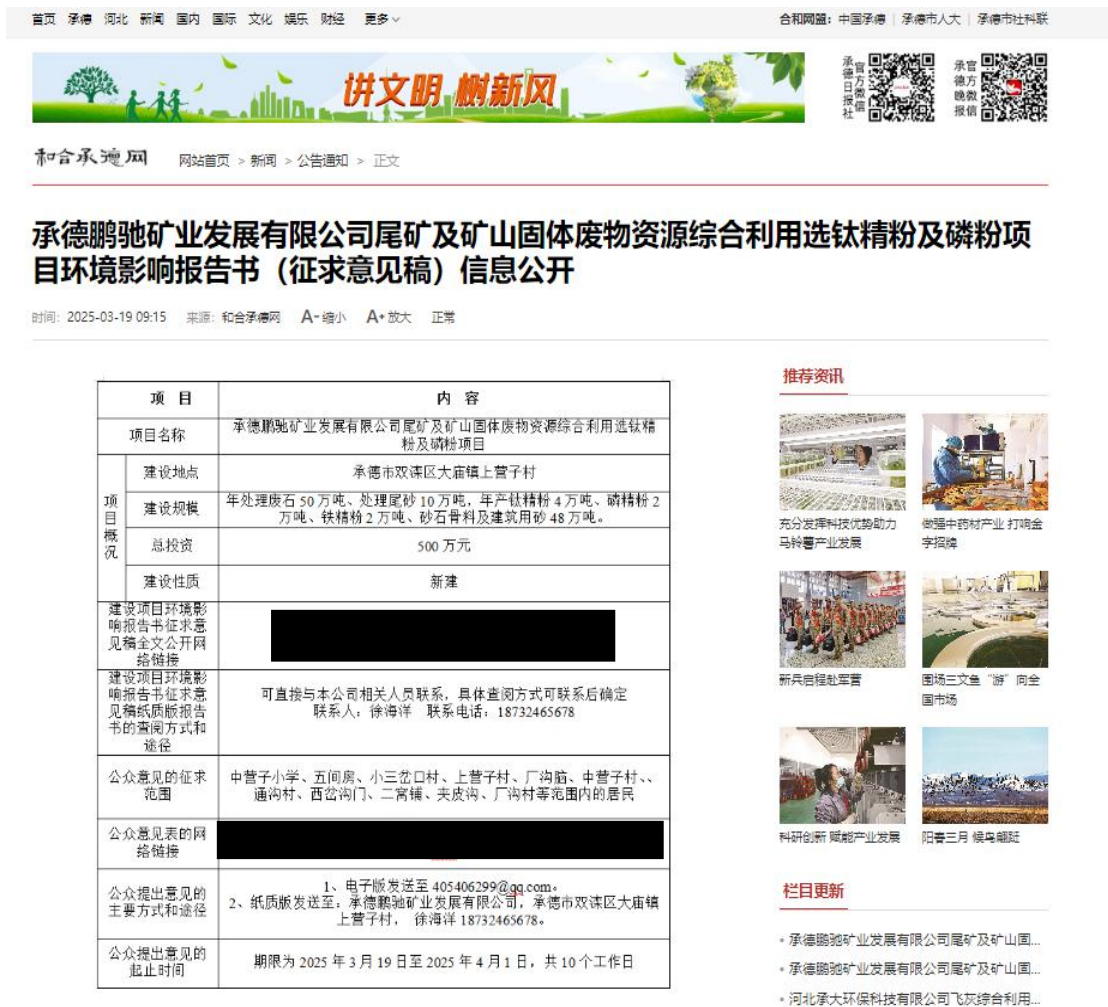 首页 承德 河北 新闻 国内 国际 文化 娱乐 财经 更多
合和网盟：中国承德 | 承德市人大 | 承德市社科联
讲文明 树新风
承德日报社 官方微信
承德晚报 官方微信
和合承德网 网站首页 > 新闻 > 公告通知 > 正文
承德鹏驰矿业发展有限公司尾矿及矿山固体废物资源综合利用选钛精粉及磷粉项
目环境影响报告书（征求意见稿）信息公开
时间：2025-03-19 09:15 来源：和合承德网 A-缩小 A+放大 正常
项 目 内 容
项目名称
承德鹏驰矿业发展有限公司尾矿及矿山固体废物资源综合利用选钛精
粉及磷粉项目
项目概况
建设地点 承德市双滦区大庙镇上营子村
建设规模
年处理废石 50 万吨、处理尾砂 10 万吨，年产钛精粉 4 万吨、磷精粉 2
万吨、铁精粉 2 万吨、砂石骨料及建筑用砂 48 万吨。
总投资 500 万元
建设性质 新建
建设项目环境影
响报告书征求意
见稿全文公开网
络链接
建设项目环境影
响报告书征求意
见稿纸质版报告
书的查阅方式和
途径
可直接与本公司相关人员联系，具体查阅方式可联系后确定
联系人：徐海洋 联系电话：18732465678
公众意见的征求
范围
中营子小学、五间房、小三岔口村、上营子村、厂沟脑、中营子村、、
通沟村、西岔沟门、二窝铺、夹皮沟、厂沟村等范围内的居民
公众意见表的网
络链接
公众提出意见的
主要方式和途径
1、电子版发送至 405406299@qq.com。
2、纸质版发送至：承德鹏驰矿业发展有限公司，承德市双滦区大庙镇
上营子村， 徐海洋 18732465678。
公众提出意见的
起止时间
期限为 2025 年 3 月 19 日至 2025 年 4 月 1 日，共 10 个工作日
推荐资讯
充分发挥科技优势助力
马铃薯产业发展
做强中药材产业 打响金
字招牌
新兵启程赴军营
围场三文鱼“游”向全
国市场
科研创新 赋能产业发展
阳春三月 候鸟翩跹
栏目更新
承德鹏驰矿业发展有限公司尾矿及矿山固...
承德鹏驰矿业发展有限公司尾矿及矿山固...
河北承大环保科技有限公司飞灰综合利用...